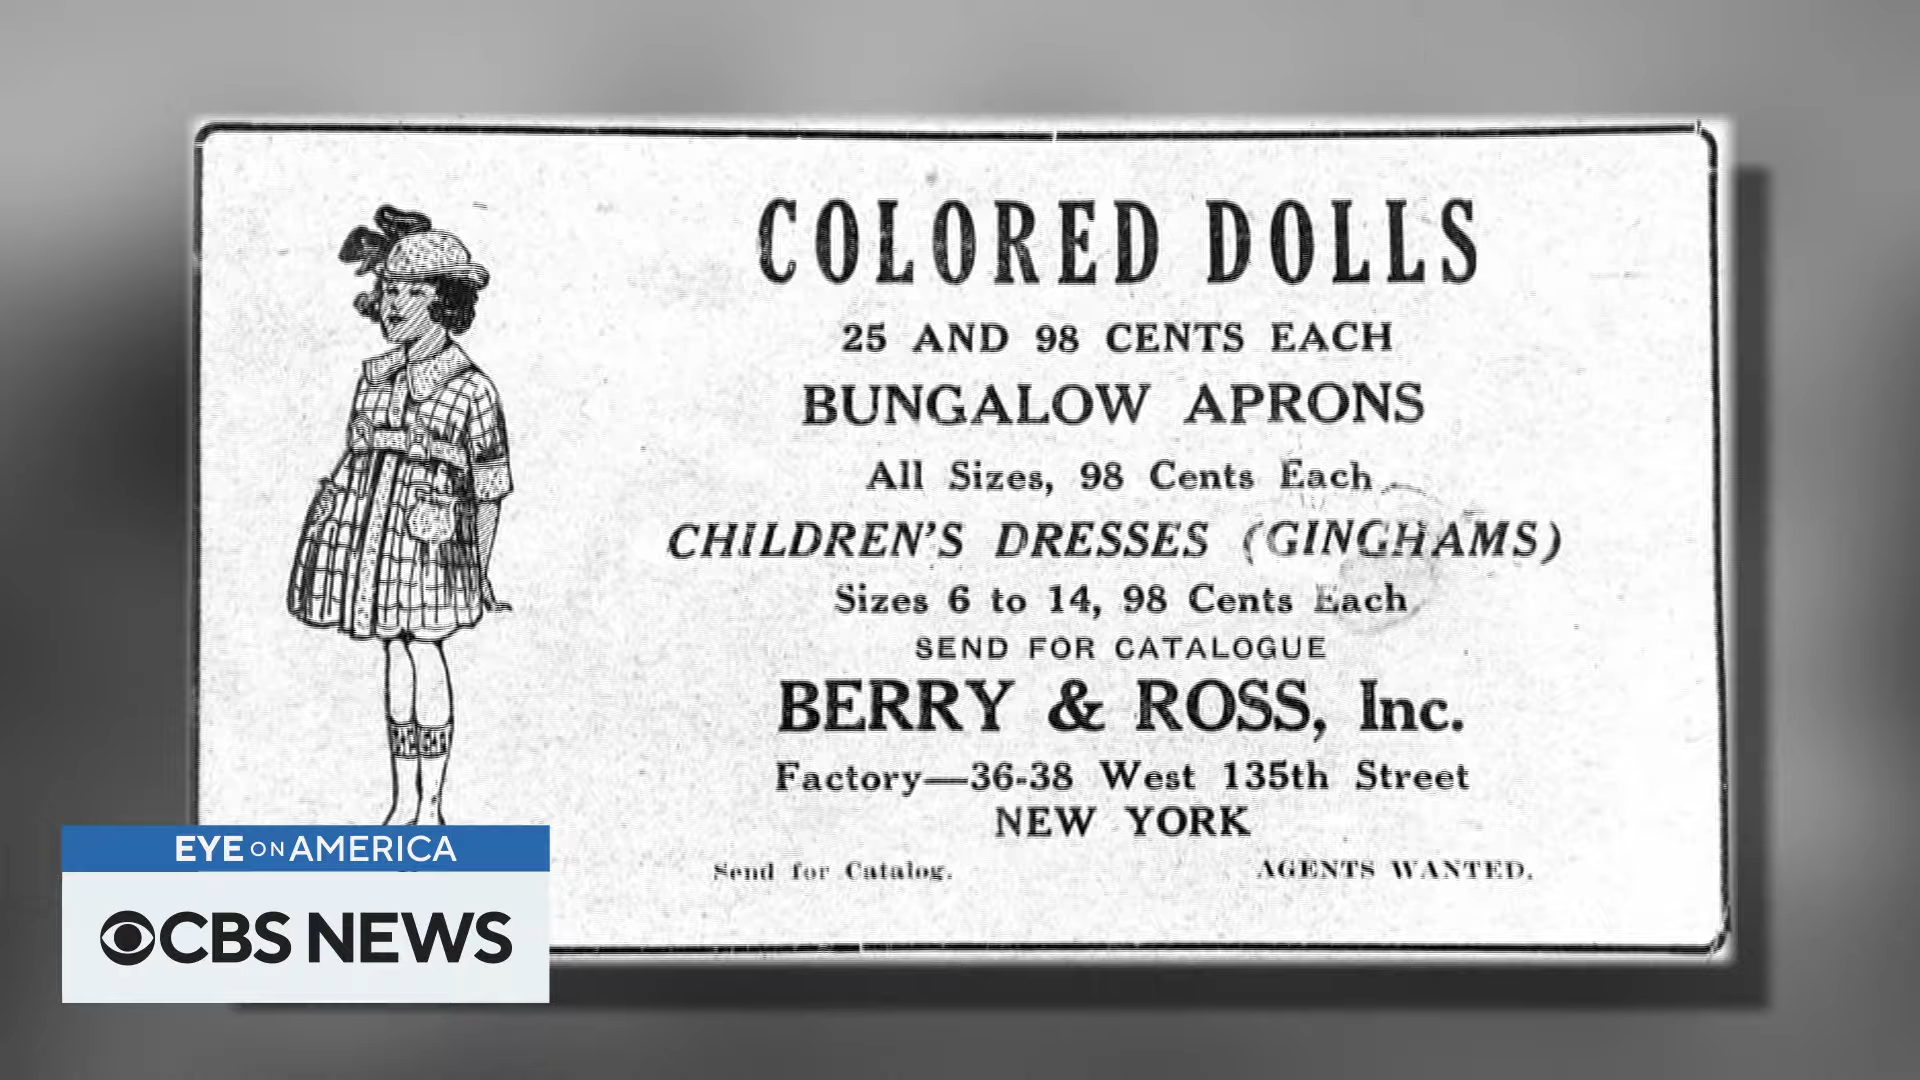 COLORED DOLLS
25 AND 98 CENTS EACH
BUNGALOW APRONS
All Sizes, 98 Cents Each
CHILDREN'S DRESSES (GINGHAMS)
Sizes 6 to 14, 98 Cents Each
SEND FOR CATALOGUE
BERRY & ROSS, Inc.
Factory—36-38 West 135th Street
NEW YORK
Send for Catalog. AGENTS WANTED.
EYE ON AMERICA
CBS NEWS